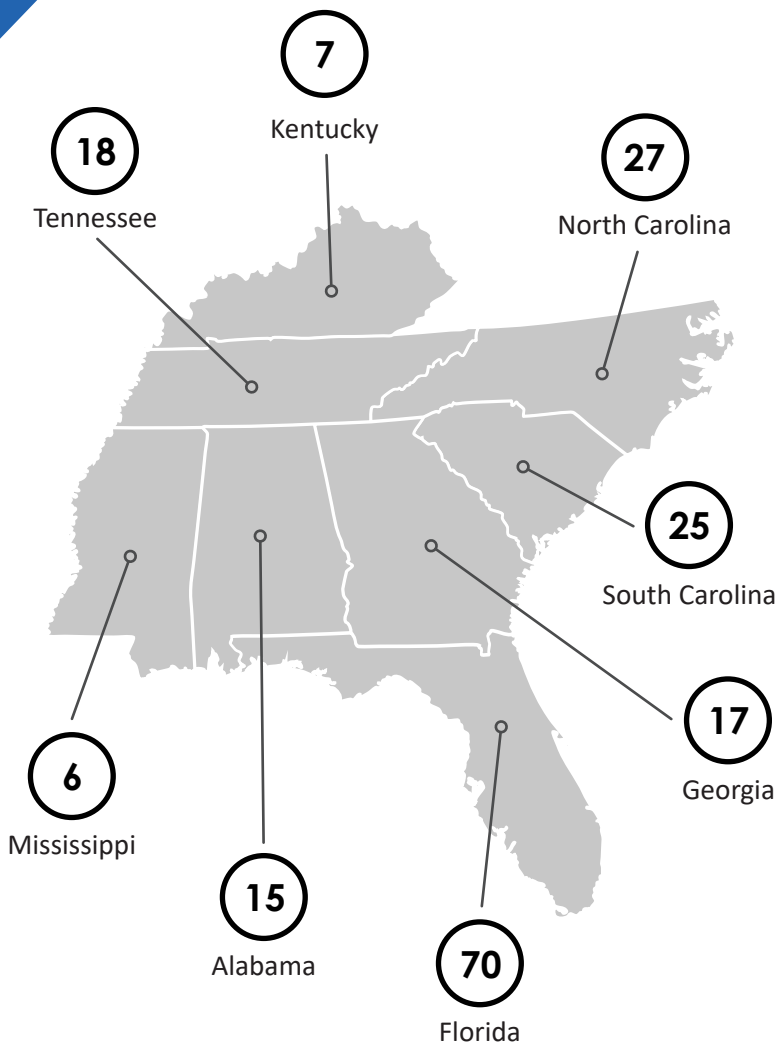 7
Kentucky
18
Tennessee
27
North Carolina
25
South Carolina
17
Georgia
6
Mississippi
15
Alabama
70
Florida